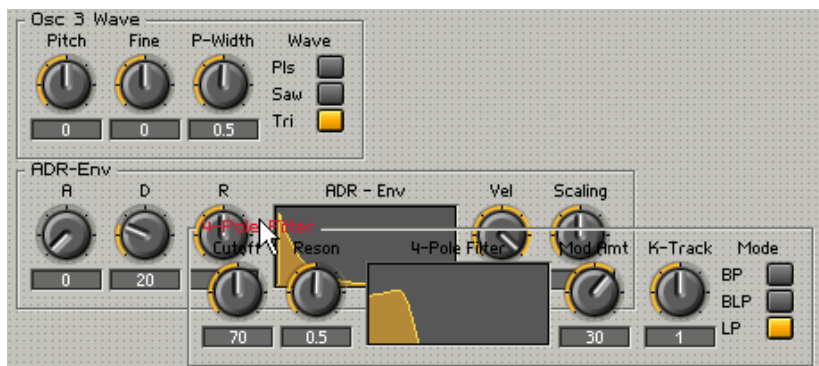 Osc 3 Wave
Pitch Fine P-Width Wave
Pls
Saw
Tri
0 0 0.5
ADR-Env
A D R ADR - Env Vel Scaling
4-Pole Filter
Cutoff Reson 4-Pole Filter Mod Amt K-Track Mode
BP
0 20
BLP
LP
70 0.5 30 1